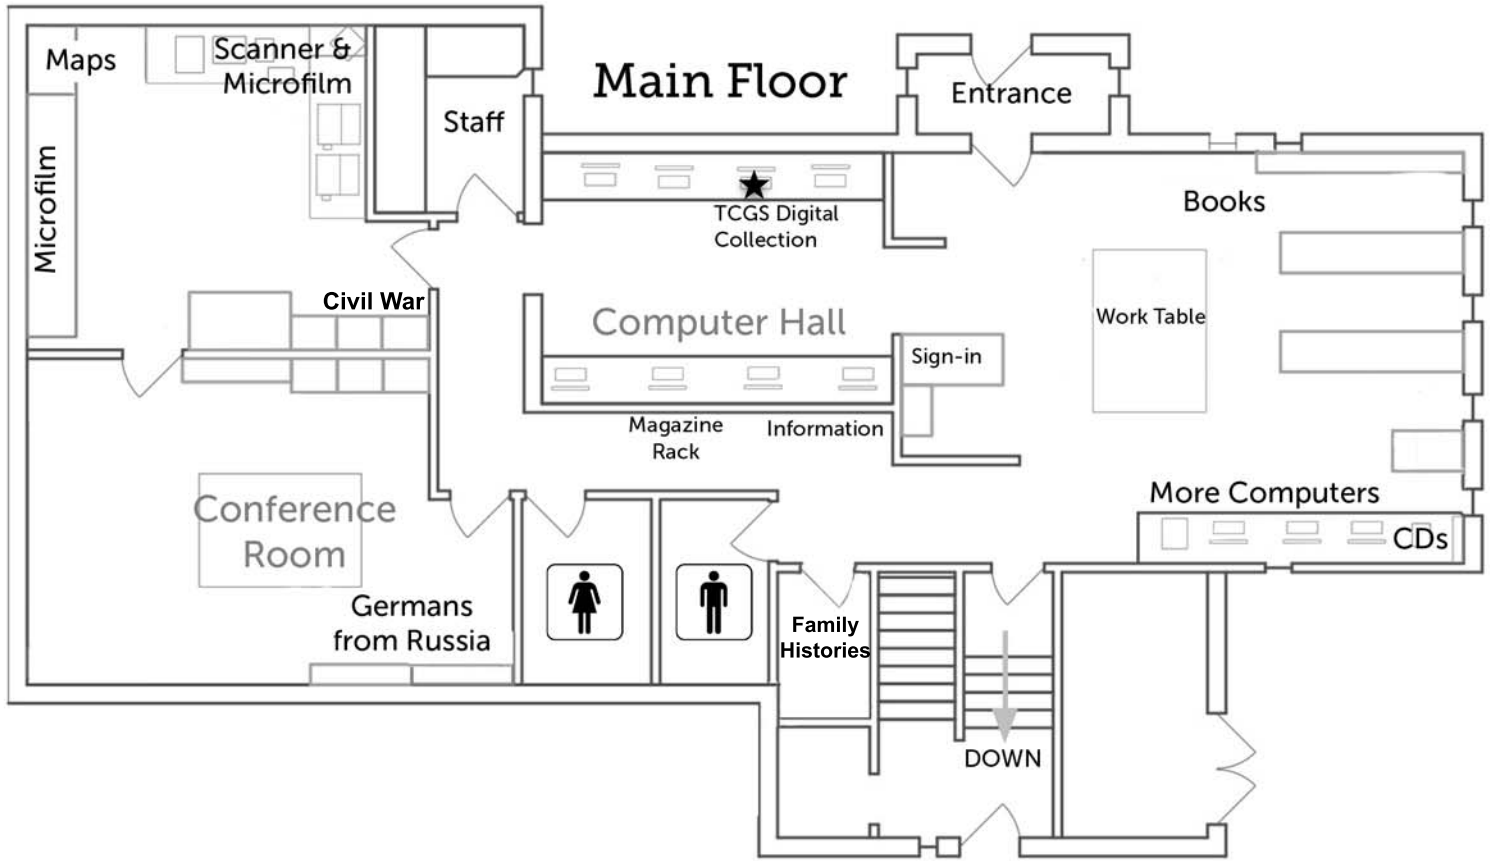 Maps
Scanner &
Microfilm
Staff
Main Floor
Entrance
Microfilm
TCGS Digital
Collection
Books
Civil War
Computer Hall
Work Table
Sign-in
Magazine
Rack
Information
Conference
Room
More Computers
CDs
Germans
from Russia
Family
Histories
DOWN